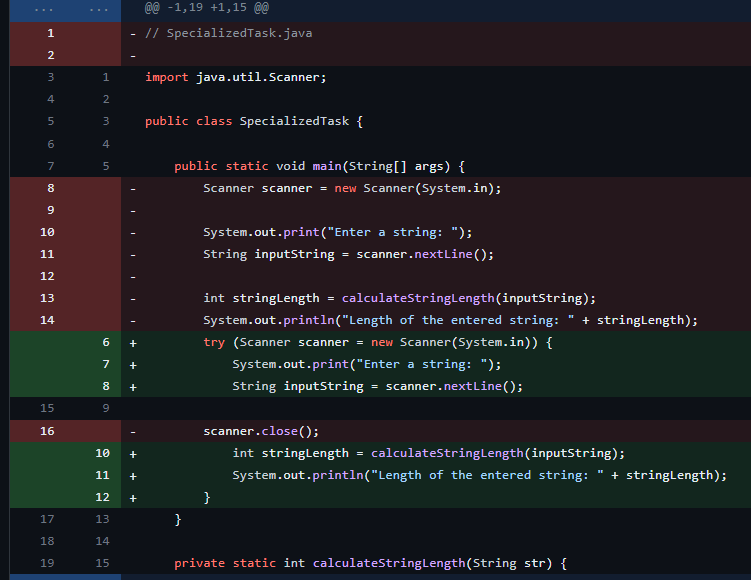 ... ... @@ -1,19 +1,15 @@
1 - // SpecializedTask.java
2 -
3 1 import java.util.Scanner;
4 2
5 3 public class SpecializedTask {
6 4
7 5 public static void main(String[] args) {
8 - Scanner scanner = new Scanner(System.in);
9 -
10 - System.out.print("Enter a string: ");
11 - String inputString = scanner.nextLine();
12 -
13 - int stringLength = calculateStringLength(inputString);
14 - System.out.println("Length of the entered string: " + stringLength);
6 + try (Scanner scanner = new Scanner(System.in)) {
7 + System.out.print("Enter a string: ");
8 + String inputString = scanner.nextLine();
15 9
16 - scanner.close();
10 + int stringLength = calculateStringLength(inputString);
11 + System.out.println("Length of the entered string: " + stringLength);
12 + }
17 13 }
18 14
19 15 private static int calculateStringLength(String str) {